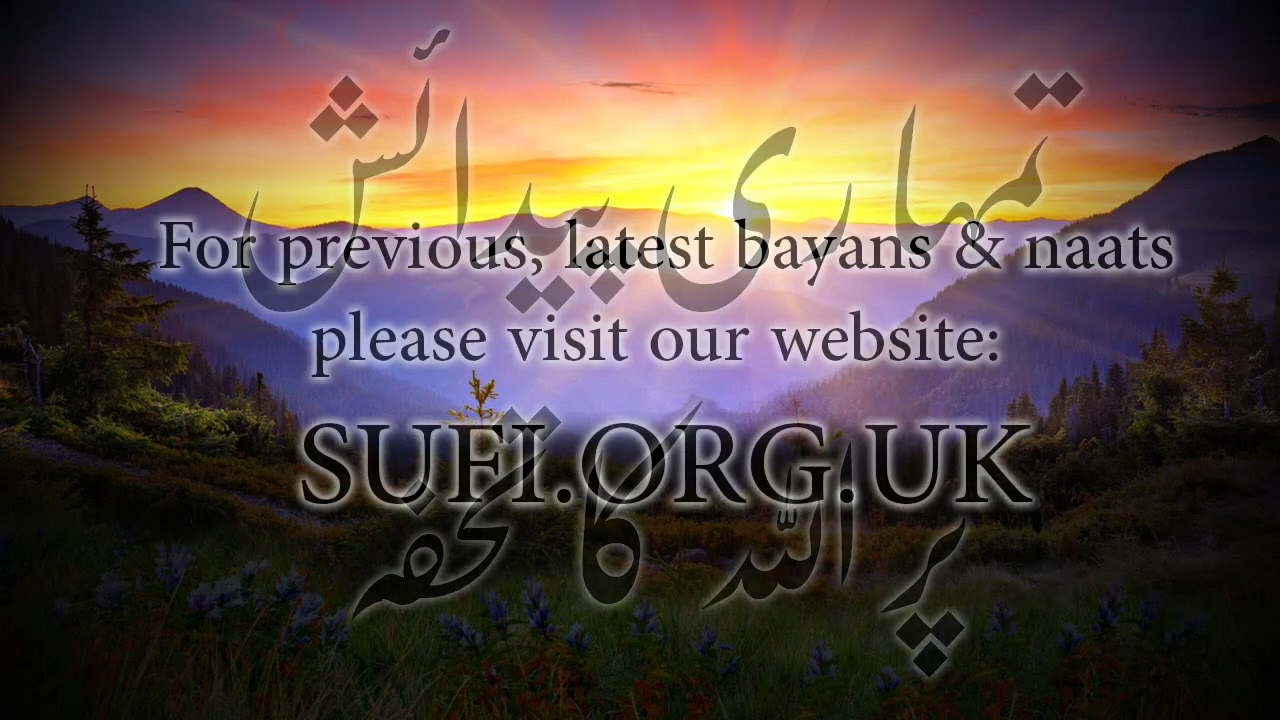 تمہاری پیدائش
For previous, latest bayans & naats
please visit our website:
SUFI.ORG.UK
پر اللہ کا تحفہ